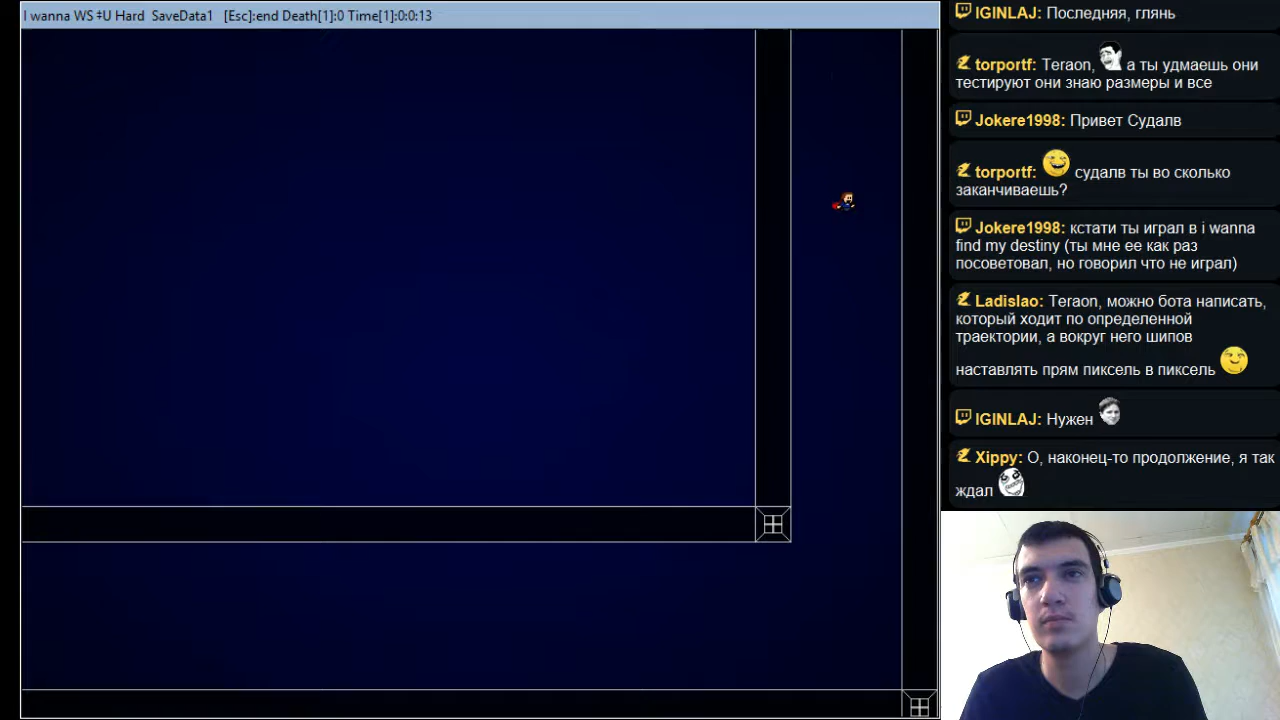 I wanna WS ‡U Hard SaveData1 [Esc]:end Death[1]:0 Time[1]:0:0:13
IGINLAJ: Последняя, глянь
torportf: Teraon, а ты удмаешь они
тестируют они знаю размеры и все
Jokere1998: Привет Судалв
torportf: судалв ты во сколько
заканчиваешь?
Jokere1998: кстати ты играл в i wanna
find my destiny (ты мне ее как раз
посоветовал, но говорил что не играл)
Ladislao: Teraon, можно бота написать,
который ходит по определенной
траектории, а вокруг него шипов
наставлять прям пиксель в пиксель
IGINLAJ: Нужен
Xippy: О, наконец-то продолжение, я так
ждал